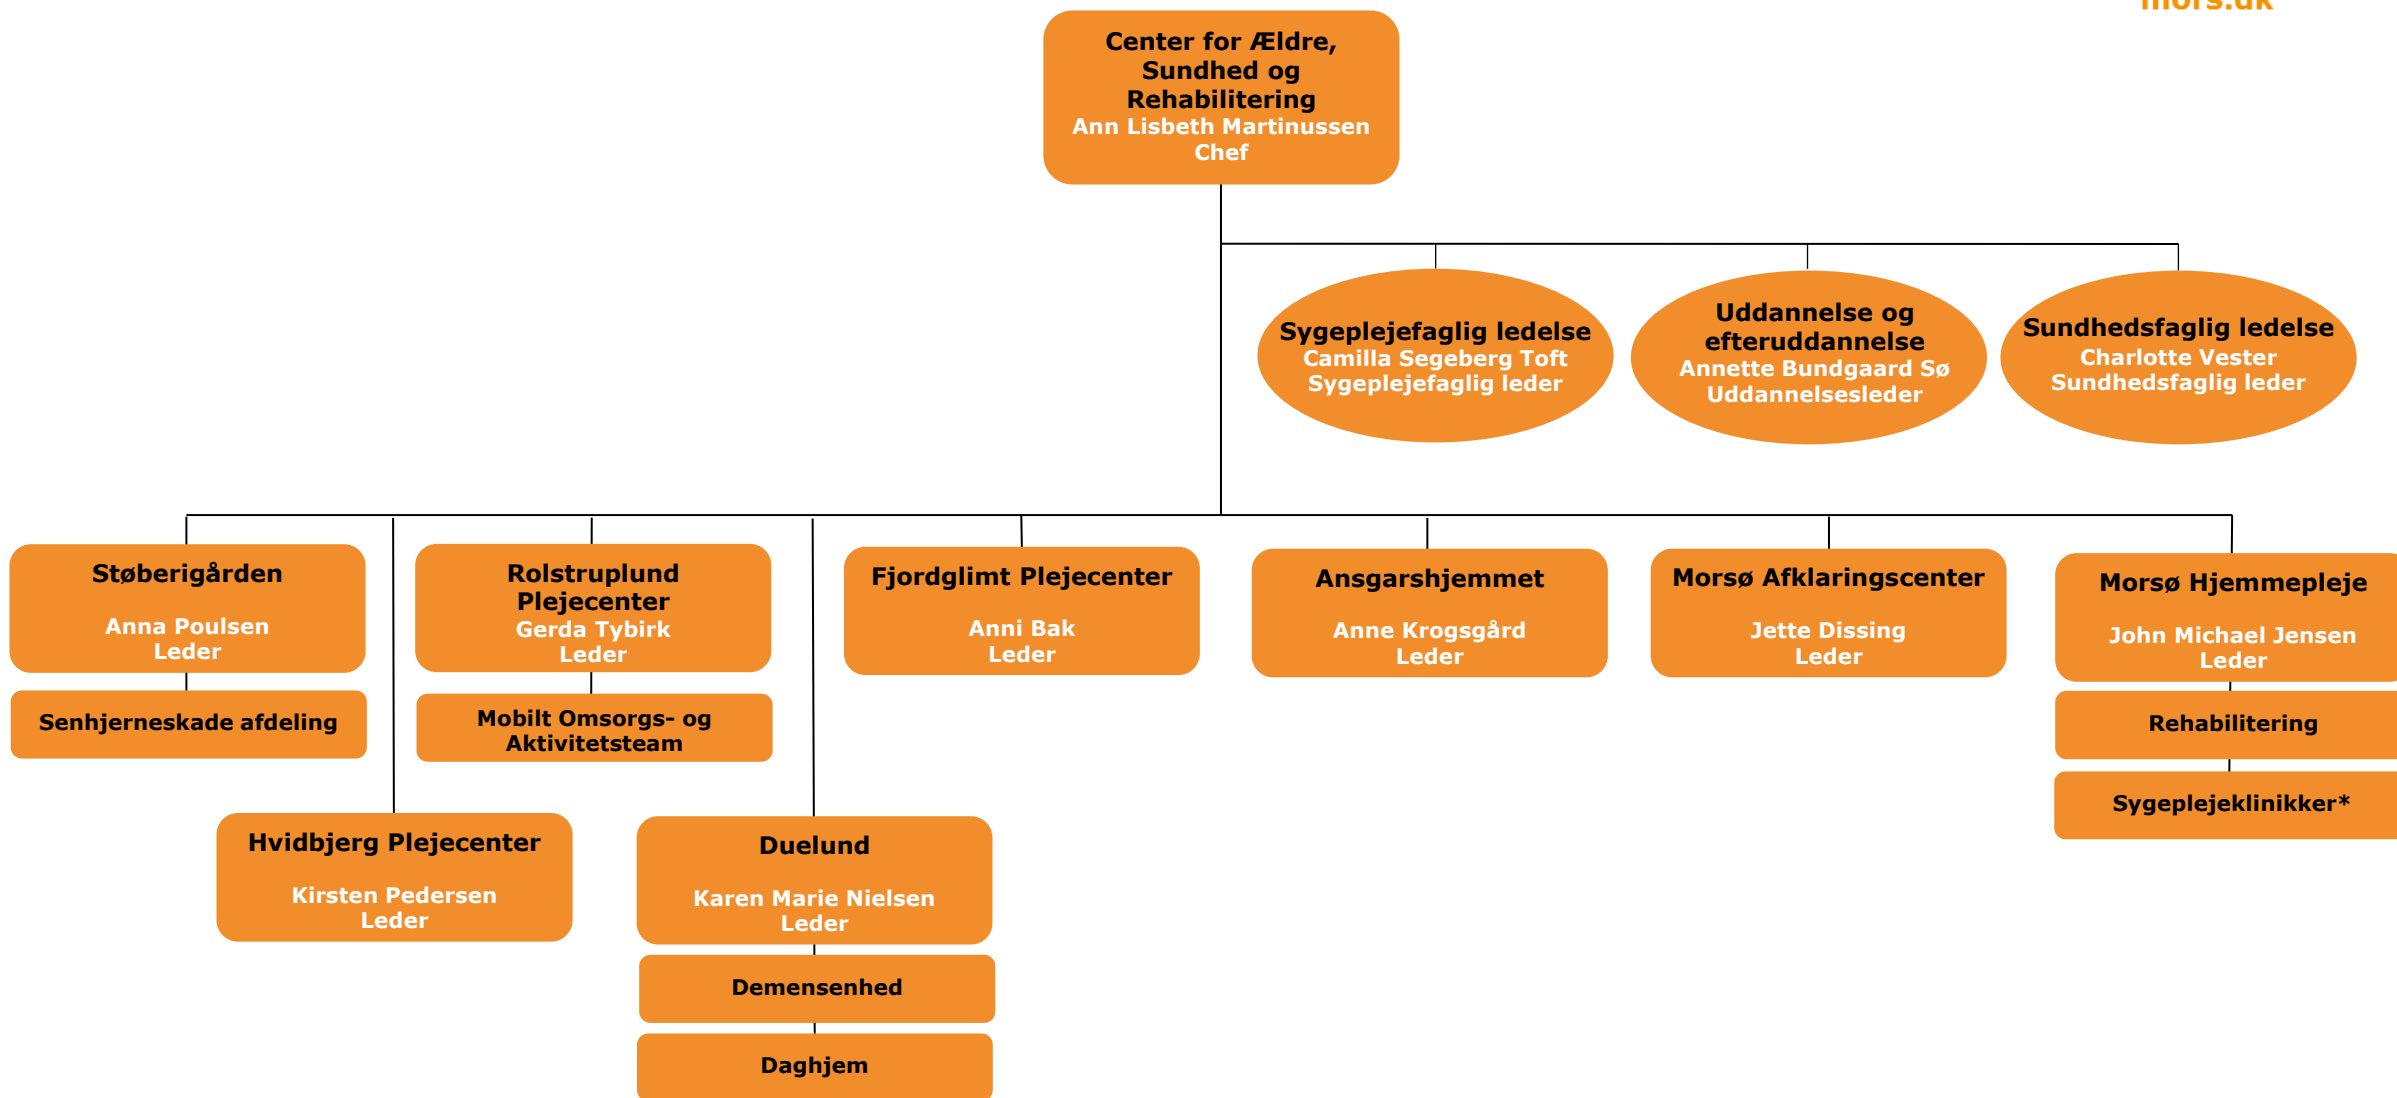 mors.dk
Center for Ældre,
Sundhed og
Rehabilitering
Ann Lisbeth Martinussen
Chef
Sygeplejefaglig ledelse
Camilla Segeberg Toft
Sygeplejefaglig leder
Uddannelse og
efteruddannelse
Annette Bundgaard Sø
Uddannelsesleder
Sundhedsfaglig ledelse
Charlotte Vester
Sundhedsfaglig leder
Støberigården
Anna Poulsen
Leder
Senhjerneskade afdeling
Hvidbjerg Plejecenter
Kirsten Pedersen
Leder
Rolstruplund
Plejecenter
Gerda Tybirk
Leder
Mobilt Omsorgs- og
Aktivitetsteam
Duelund
Karen Marie Nielsen
Leder
Demensenhed
Daghjem
Fjordglimt Plejecenter
Anni Bak
Leder
Ansgarshjemmet
Anne Krogsgård
Leder
Morsø Afklaringscenter
Jette Dissing
Leder
Morsø Hjemmepleje
John Michael Jensen
Leder
Rehabilitering
Sygeplejeklinikker*